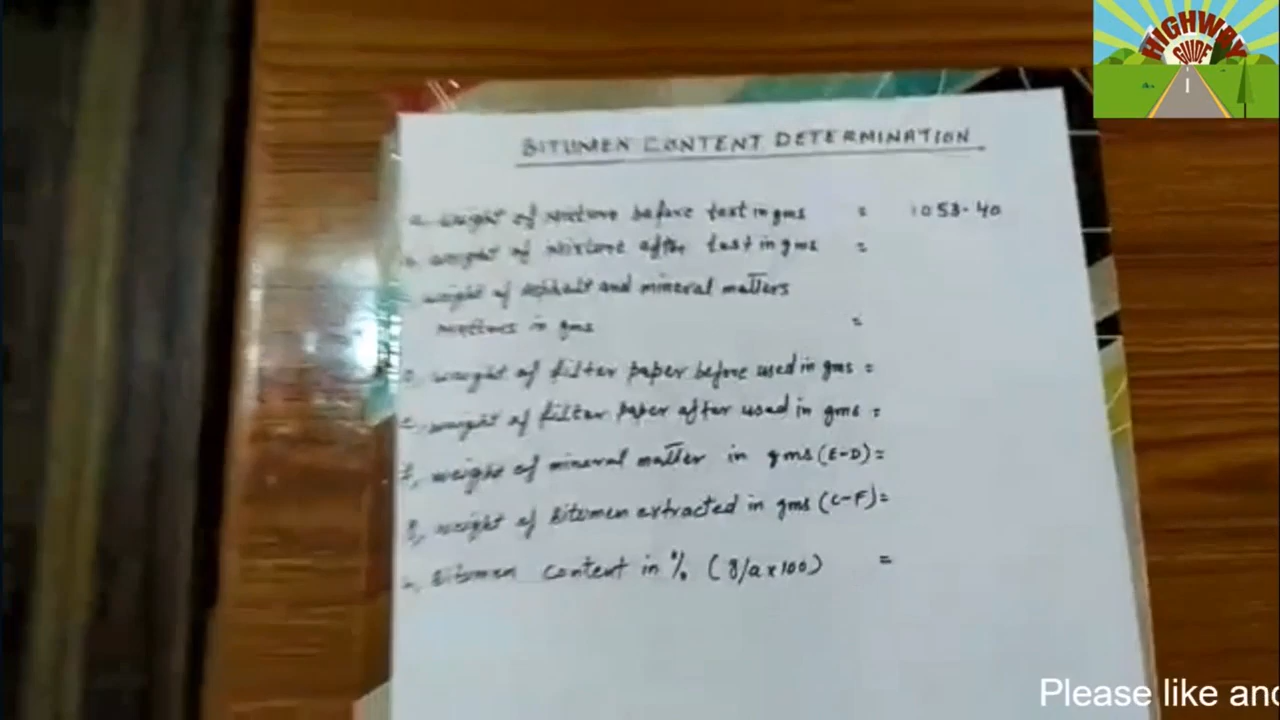 HIGHWAY
GUIDE
BITUMEN CONTENT DETERMINATION
a. weight of mixture before test in gms = 1058.40
weight of mixture after test in gms =
weight of asphalt and mineral matters
in gms =
D, weight of filter paper before used in gms =
E, weight of filter paper after used in gms =
f, weight of mineral matter in gms (E-D) =
g, weight of Bitumen extracted in gms (C-F) =
Bitumen content in % (g/a x 100) =
Please like and